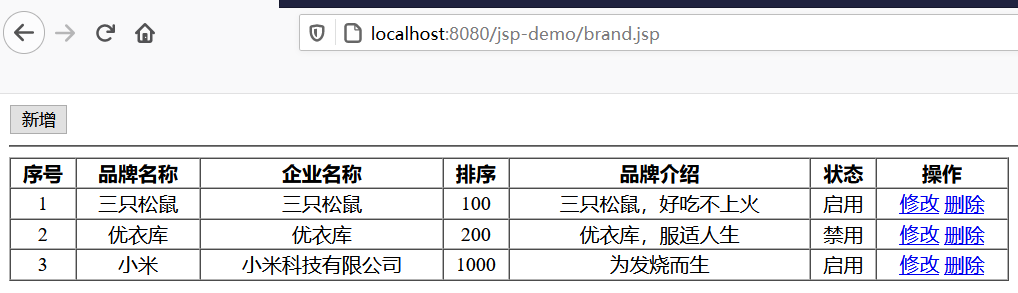 localhost:8080/jsp-demo/brand.jsp
新增
序号 品牌名称 企业名称 排序 品牌介绍 状态 操作
1 三只松鼠 三只松鼠 100 三只松鼠，好吃不上火 启用 修改 删除
2 优衣库 优衣库 200 优衣库，服适人生 禁用 修改 删除
3 小米 小米科技有限公司 1000 为发烧而生 启用 修改 删除